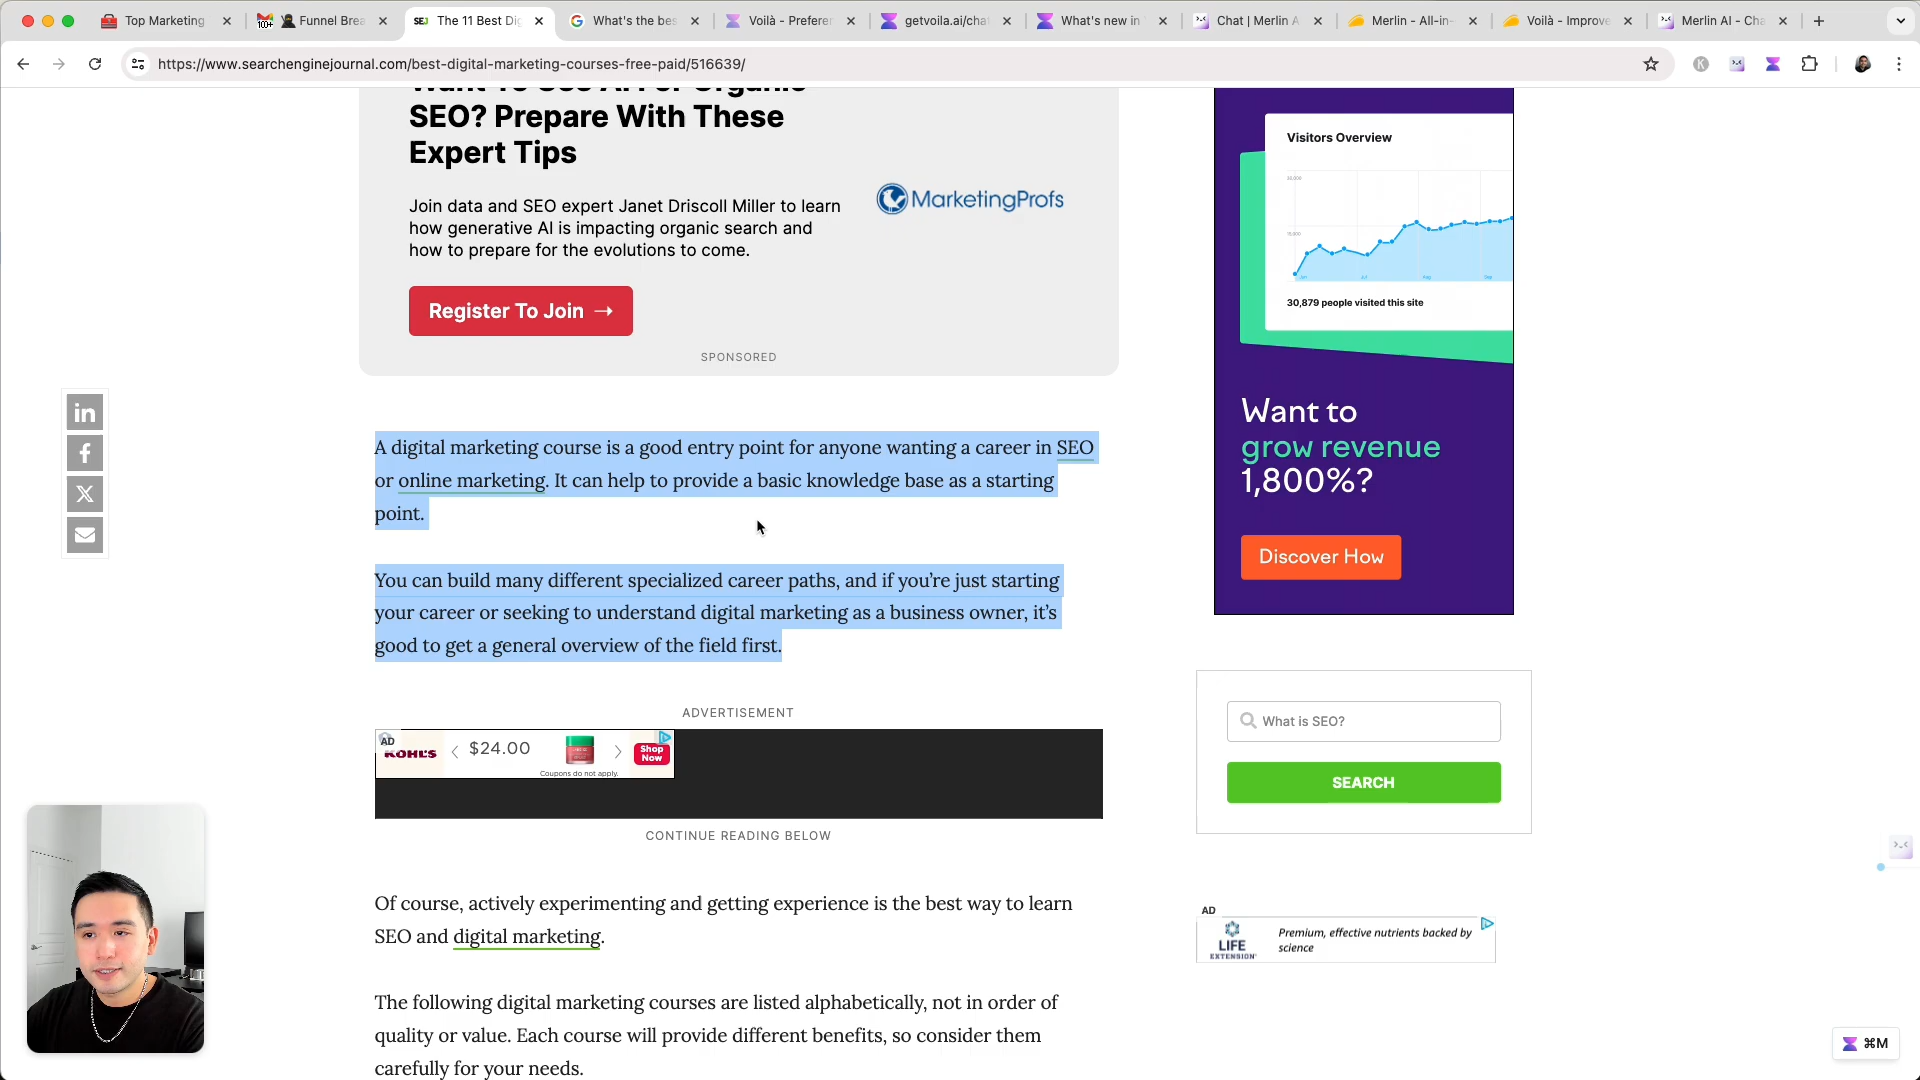 Top Marketing
Funnel Brea
The 11 Best Dig
What's the bes
Voilà - Preferen
getvoila.ai/cha
What's new in
Chat | Merlin A
Merlin - All-in-
Voilà - Improve
Merlin AI - Cha
https://www.searchenginejournal.com/best-digital-marketing-courses-free-paid/516639/
SEO? Prepare With These
Expert Tips
Join data and SEO expert Janet Driscoll Miller to learn
how generative AI is impacting organic search and
how to prepare for the evolutions to come.
MarketingProfs
Register To Join →
SPONSORED
A digital marketing course is a good entry point for anyone wanting a career in SEO
or online marketing. It can help to provide a basic knowledge base as a starting
point.
You can build many different specialized career paths, and if you’re just starting
your career or seeking to understand digital marketing as a business owner, it’s
good to get a general overview of the field first.
ADVERTISEMENT
AD
KOHL'S
$24.00
Coupons do not apply.
Shop
Now
CONTINUE READING BELOW
Of course, actively experimenting and getting experience is the best way to learn
SEO and digital marketing.
The following digital marketing courses are listed alphabetically, not in order of
quality or value. Each course will provide different benefits, so consider them
carefully for your needs.
Visitors Overview
30,879 people visited this site
Want to
grow revenue
1,800%?
Discover How
What is SEO?
SEARCH
AD
LIFE
EXTENSION
Premium, effective nutrients backed by
science
⌘M